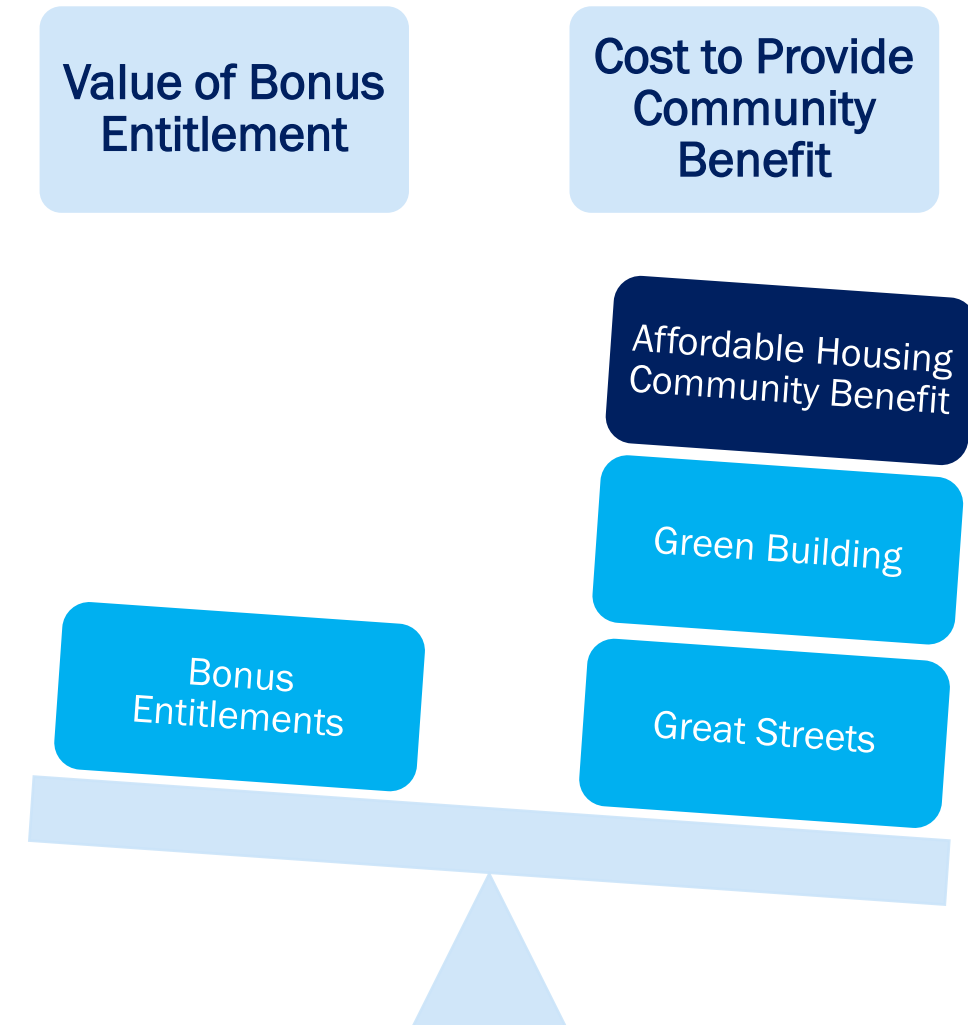 Value of Bonus
Entitlement
Cost to Provide
Community
Benefit
Affordable Housing
Community Benefit
Green Building
Bonus
Entitlements
Great Streets